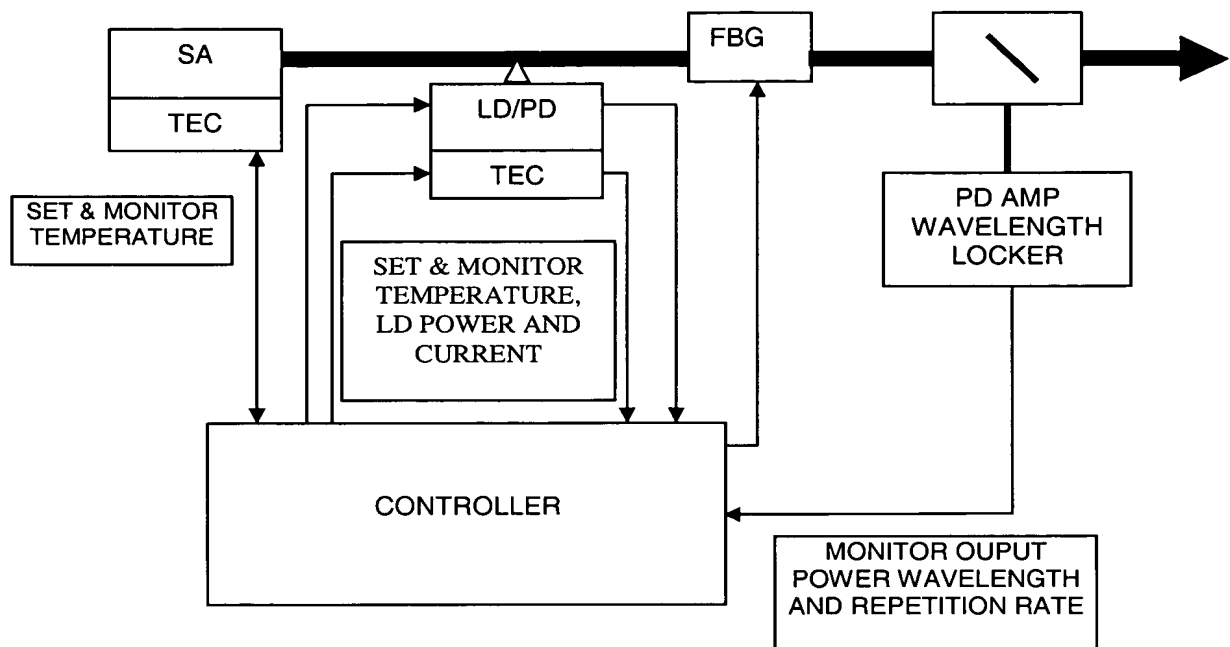 SA
TEC
LD/PD
TEC
FBG
PD AMP
WAVELENGTH
LOCKER
SET & MONITOR
TEMPERATURE
SET & MONITOR
TEMPERATURE,
LD POWER AND
CURRENT
CONTROLLER
MONITOR OUPUT
POWER WAVELENGTH
AND REPETITION RATE